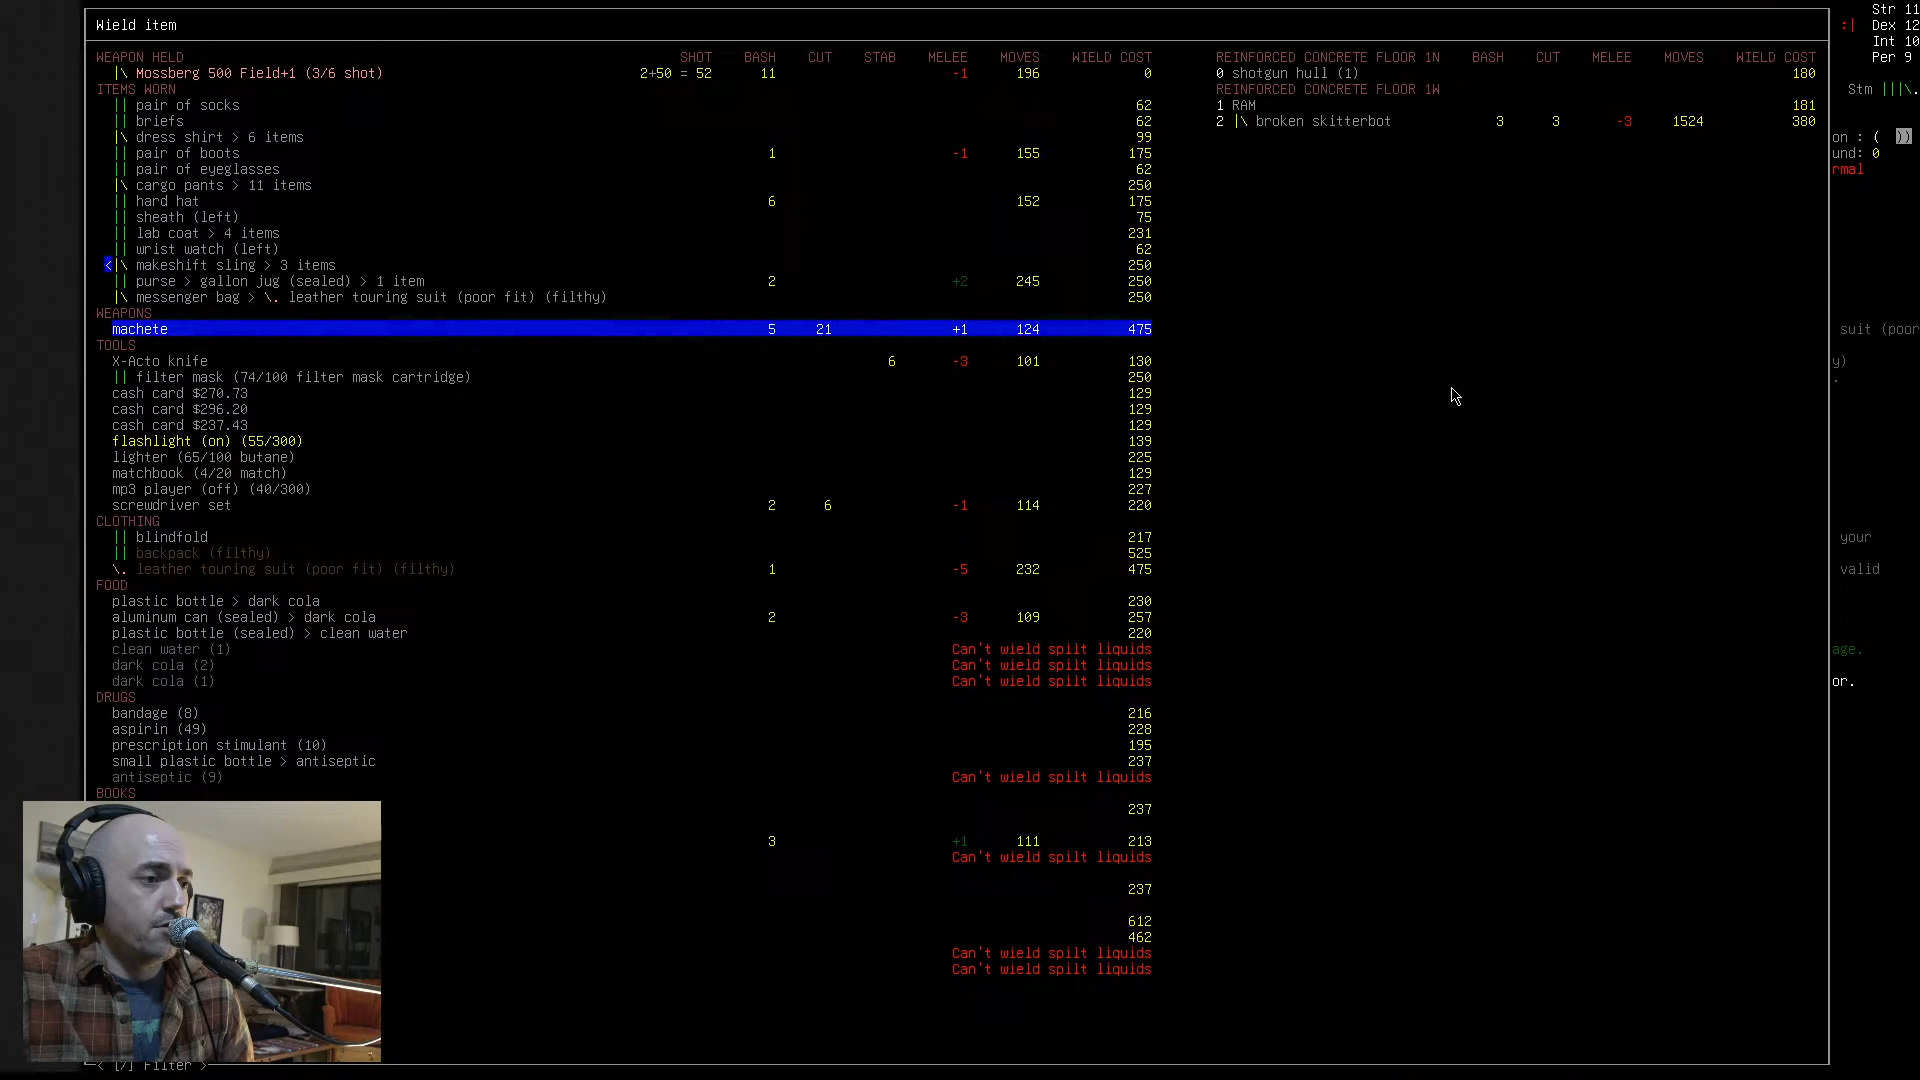 Wield item
WEAPON HELD SHOT BASH CUT STAB MELEE MOVES WIELD COST
|\ Mossberg 500 Field+1 (3/6 shot) 2+50 = 52 11 -1 196 0
ITEMS WORN
|| pair of socks 62
|| briefs 62
|\ dress shirt > 6 items 99
|| pair of boots 1 -1 155 175
|| pair of eyeglasses 62
|\ cargo pants > 11 items 250
|| hard hat 6 152 175
|| sheath (left) 75
|| lab coat > 4 items 231
|| wrist watch (left) 62
<|\ makeshift sling > 3 items 250
|| purse > gallon jug (sealed) > 1 item 2 +2 245 250
|\ messenger bag > \. leather touring suit (poor fit) (filthy) 250
WEAPONS
machete 5 21 +1 124 475
TOOLS
X-Acto knife 6 -3 101 130
|| filter mask (74/100 filter mask cartridge) 250
cash card $270.73 129
cash card $296.20 129
cash card $237.43 129
flashlight (on) (55/300) 139
lighter (65/100 butane) 225
matchbook (4/20 match) 129
mp3 player (off) (40/300) 227
screwdriver set 2 6 -1 114 220
CLOTHING
|| blindfold 217
|| backpack (filthy) 525
\. leather touring suit (poor fit) (filthy) 1 -5 232 475
FOOD
plastic bottle > dark cola 230
aluminum can (sealed) > dark cola 2 -3 109 257
plastic bottle (sealed) > clean water 220
clean water (1) Can't wield spilt liquids
dark cola (2) Can't wield spilt liquids
dark cola (1) Can't wield spilt liquids
DRUGS
bandage (8) 216
aspirin (49) 228
prescription stimulant (10) 195
small plastic bottle > antiseptic 237
antiseptic (9) Can't wield spilt liquids
BOOKS
237
3 +1 111 213
Can't wield spilt liquids
237
612
462
Can't wield spilt liquids
Can't wield spilt liquids
< [/] Filter >
REINFORCED CONCRETE FLOOR 1N BASH CUT MELEE MOVES WIELD COST
0 shotgun hull (1) 180
REINFORCED CONCRETE FLOOR 1W
1 RAM 181
2 |\ broken skitterbot 3 3 -3 1524 380
Str 11
:| Dex 12
Int 10
Per 9
Stm |||\.
on : ( ))
und: 0
rmal
suit (poor
y)
.
your
valid
age.
or.